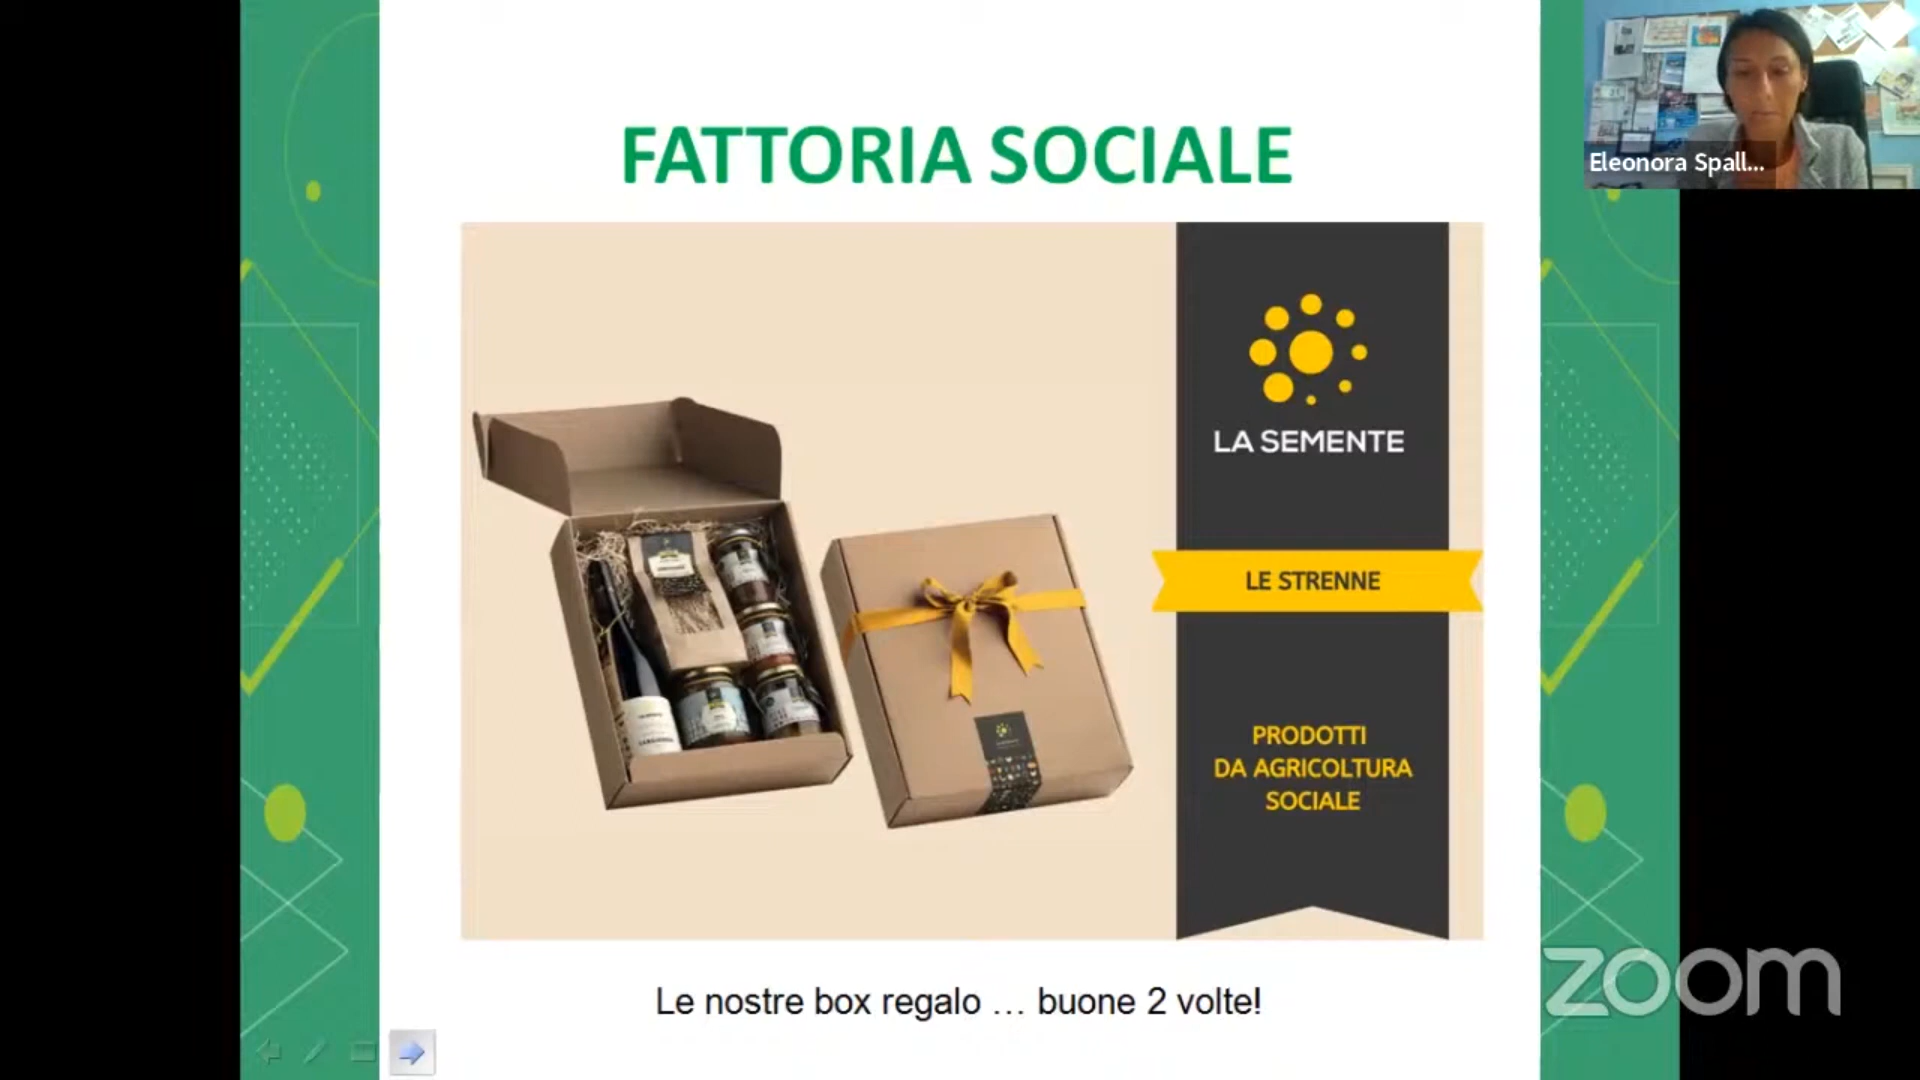 FATTORIA SOCIALE
Eleonora Spall...
LA SEMENTE
LE STRENNE
PRODOTTI
DA AGRICOLTURA
SOCIALE
Le nostre box regalo … buone 2 volte!
zoom